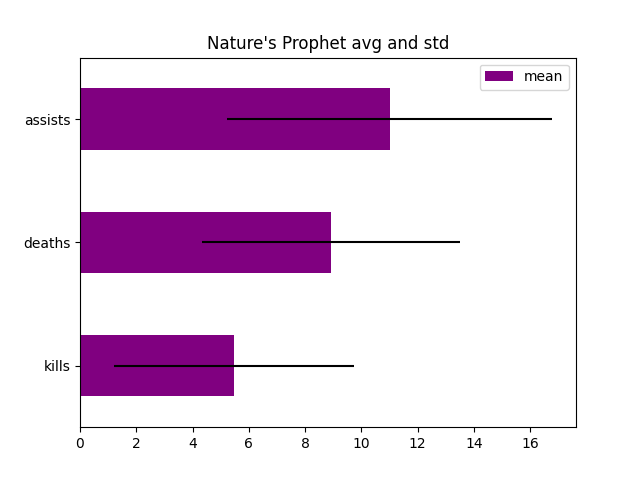 Nature's Prophet avg and std
mean
assists
deaths
kills
0 2 4 6 8 10 12 14 16